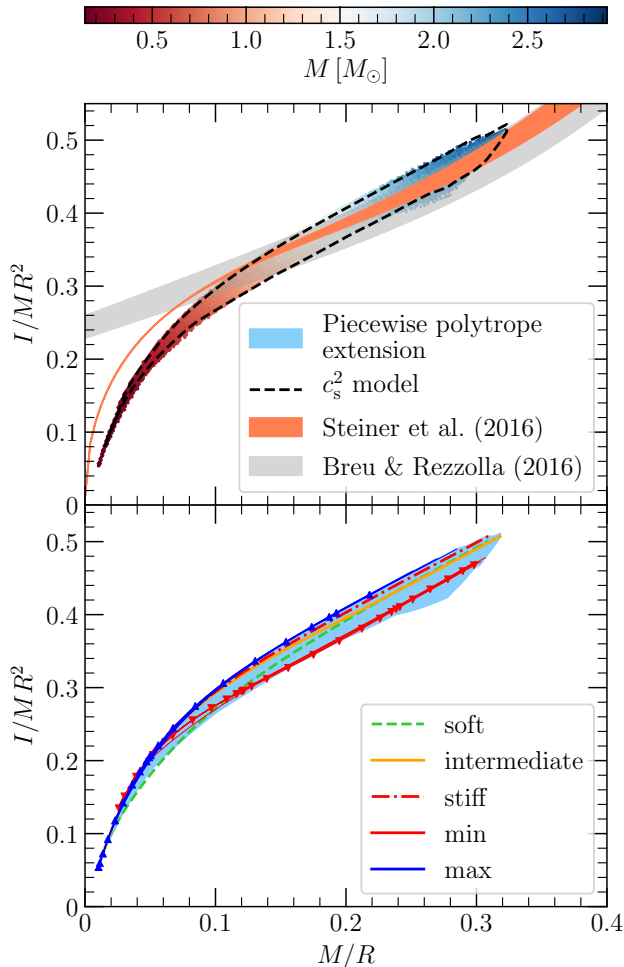 0.5 1.0 1.5 2.0 2.5
M [M⊙]
0.5
0.4
0.3
0.2
0.1
0
I/MR²
Piecewise polytrope
extension
c_s² model
Steiner et al. (2016)
Breu & Rezzolla (2016)
0.5
0.4
0.3
0.2
0.1
0
I/MR²
soft
intermediate
stiff
min
max
0 0.1 0.2 0.3 0.4
M/R